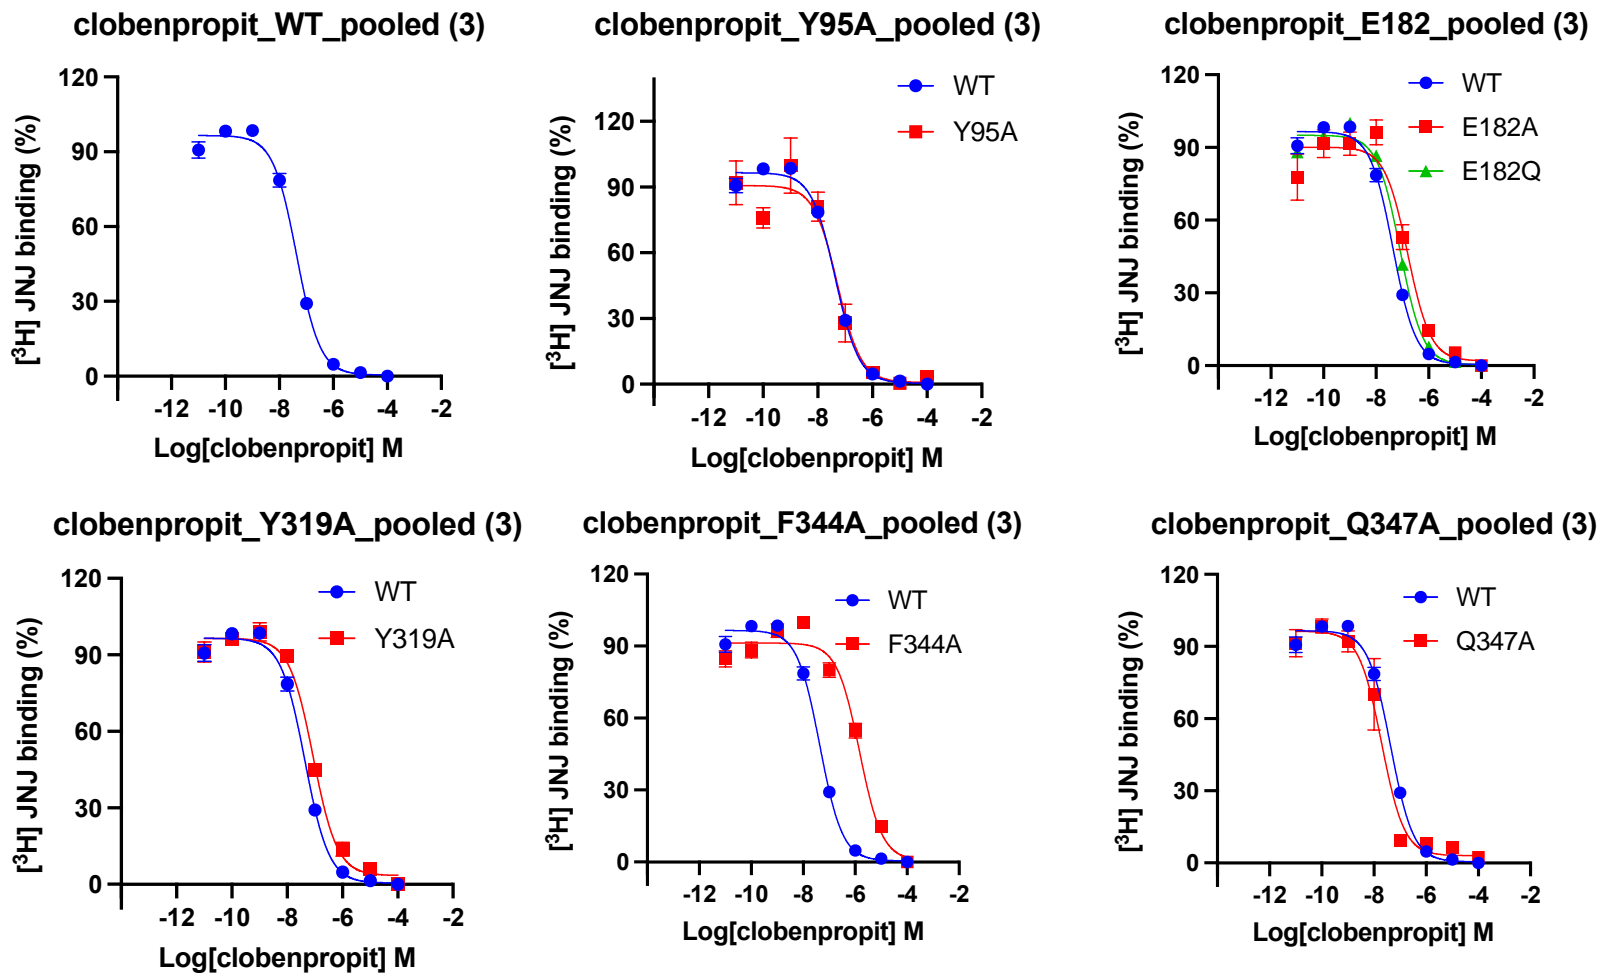 clobenpropit_WT_pooled (3)
120
90
60
30
0
[³H] JNJ binding (%)
-12 -10 -8 -6 -4 -2
Log[clobenpropit] M
clobenpropit_Y95A_pooled (3)
WT
Y95A
120
90
60
30
0
[³H] JNJ binding (%)
-12 -10 -8 -6 -4 -2
Log[clobenpropit] M
clobenpropit_E182_pooled (3)
WT
E182A
E182Q
120
90
60
30
0
[³H] JNJ binding (%)
-12 -10 -8 -6 -4 -2
Log[clobenpropit] M
clobenpropit_Y319A_pooled (3)
WT
Y319A
120
90
60
30
0
[³H] JNJ binding (%)
-12 -10 -8 -6 -4 -2
Log[clobenpropit] M
clobenpropit_F344A_pooled (3)
WT
F344A
120
90
60
30
0
[³H] JNJ binding (%)
-12 -10 -8 -6 -4 -2
Log[clobenpropit] M
clobenpropit_Q347A_pooled (3)
WT
Q347A
120
90
60
30
0
[³H] JNJ binding (%)
-12 -10 -8 -6 -4 -2
Log[clobenpropit] M